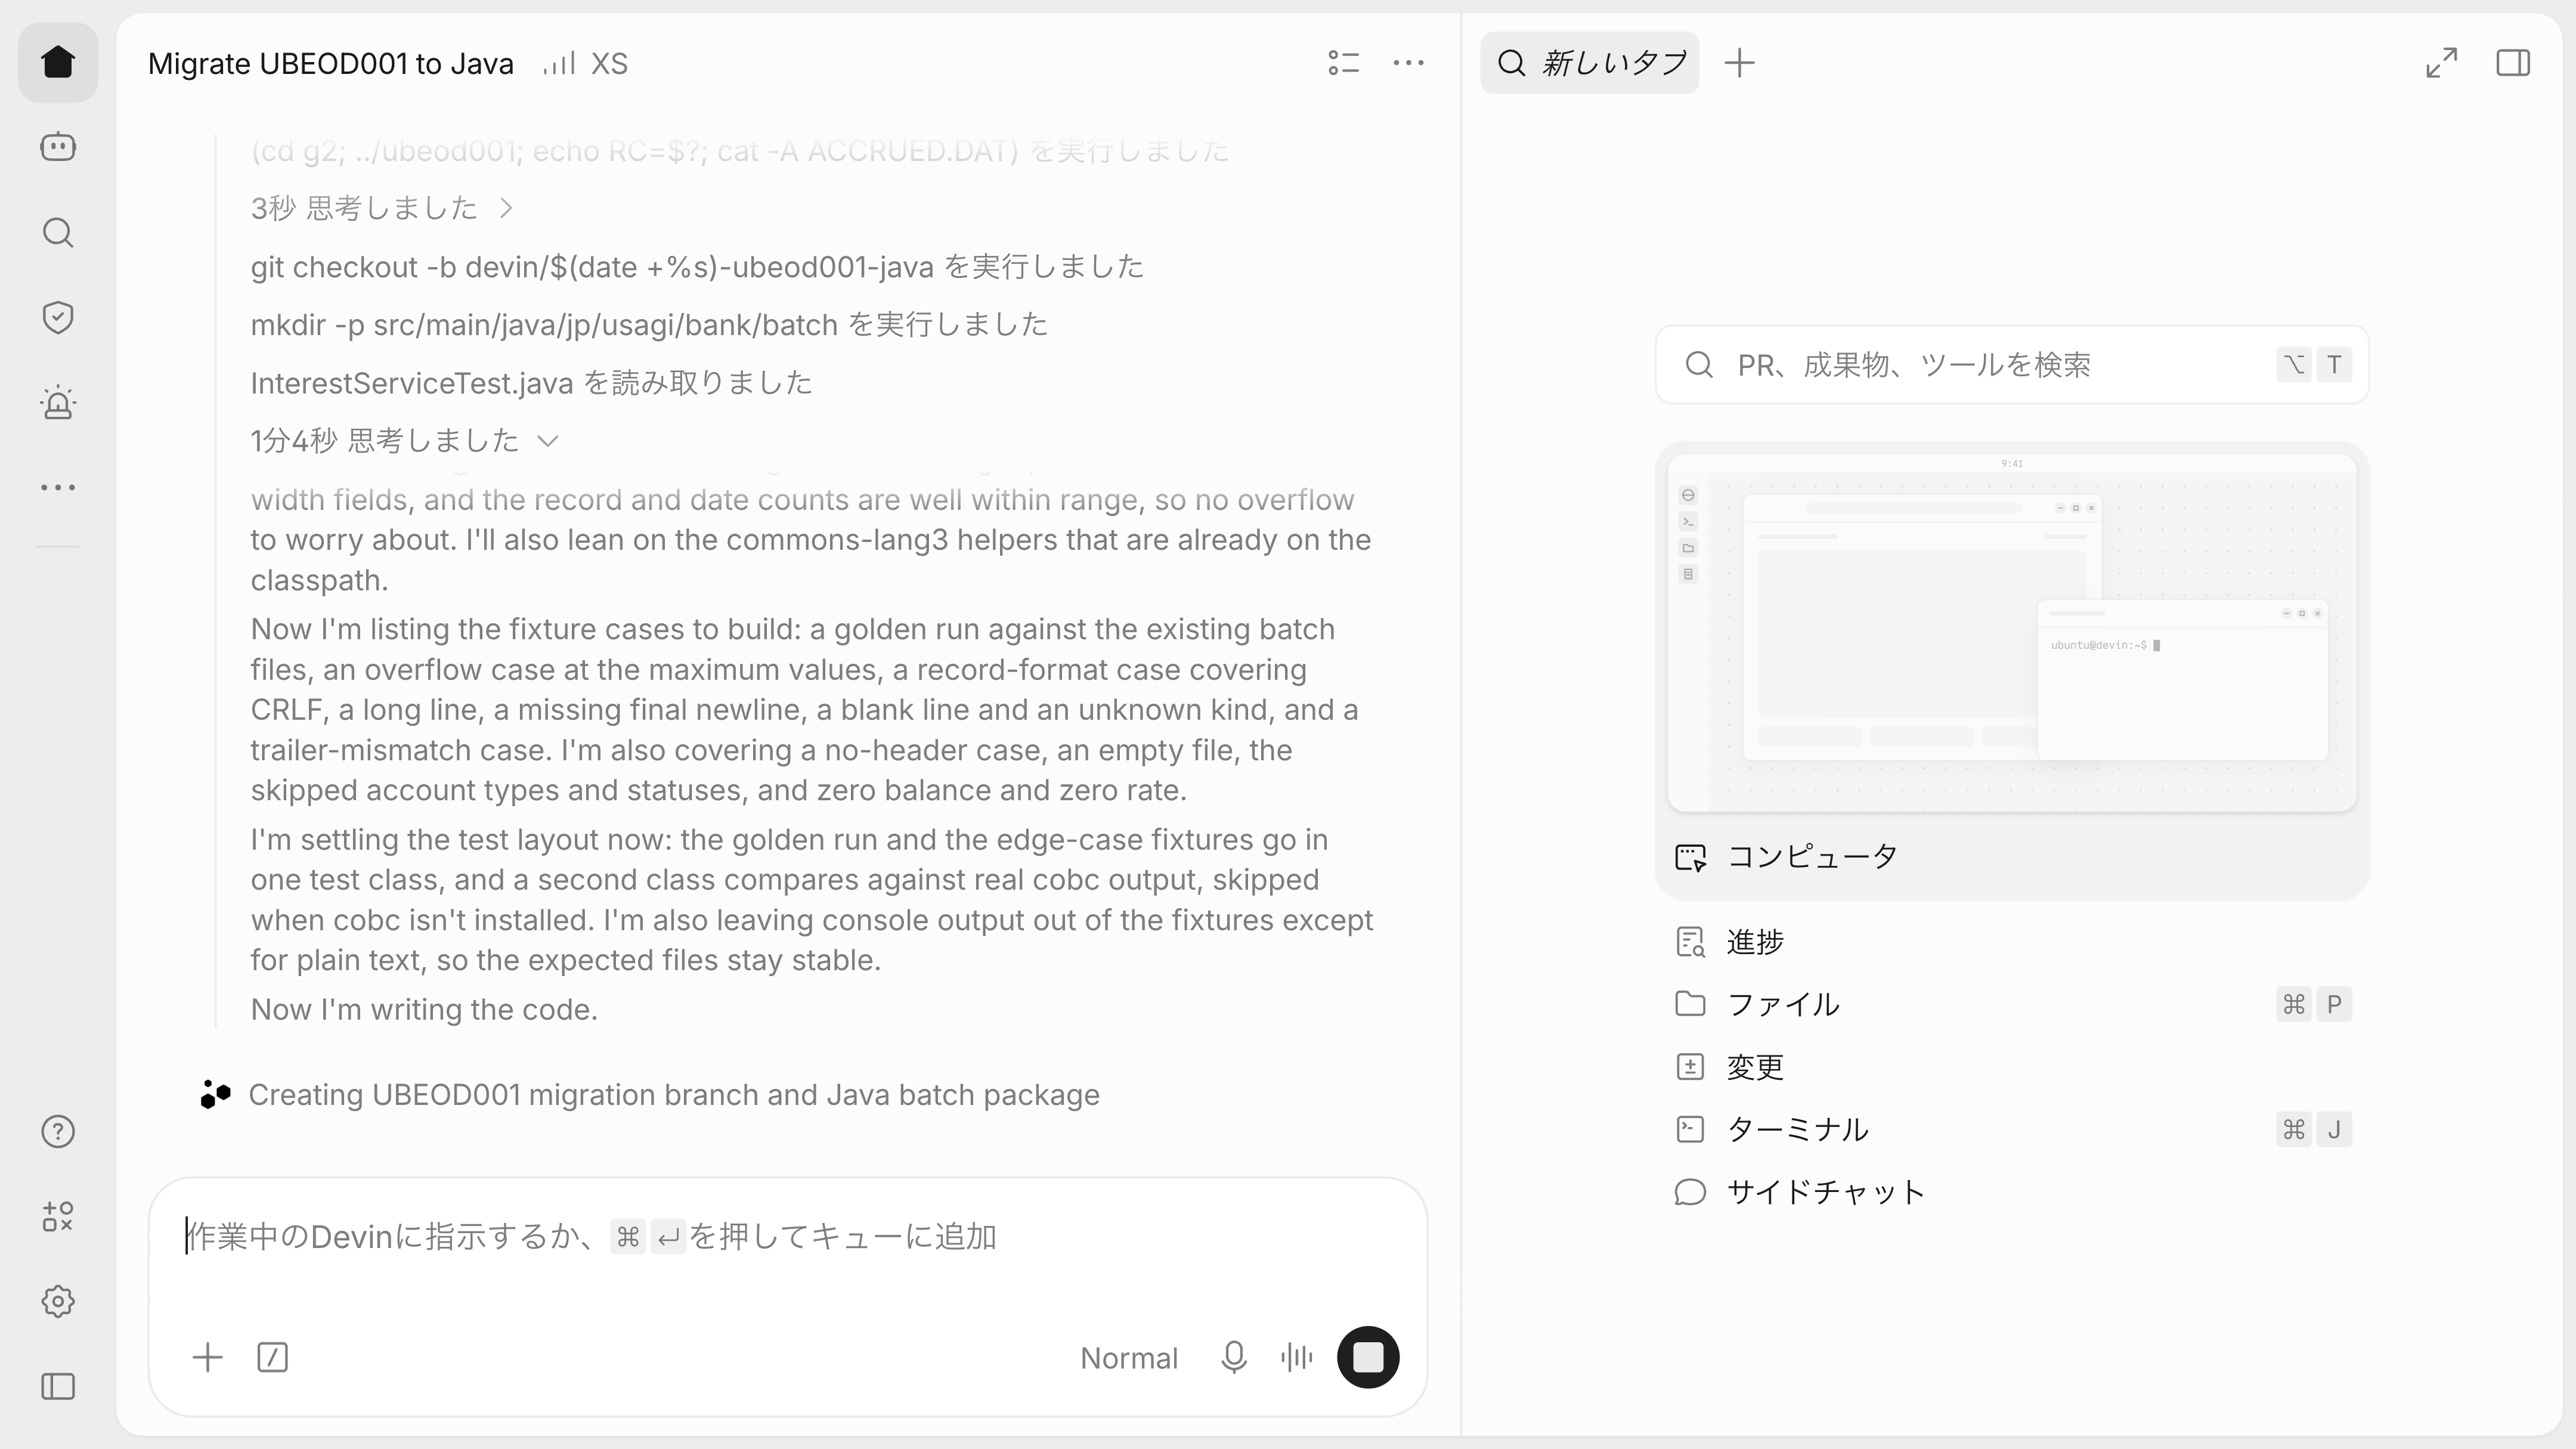 Migrate UBEOD001 to Java
XS
(cd g2; ../ubeod001; echo RC=$?; cat -A ACCRUED.DAT) を実行しました
3秒 思考しました
git checkout -b devin/$(date +%s)-ubeod001-java を実行しました
mkdir -p src/main/java/jp/usagi/bank/batch を実行しました
InterestServiceTest.java を読み取りました
1分4秒 思考しました
width fields, and the record and date counts are well within range, so no overflow
to worry about. I'll also lean on the commons-lang3 helpers that are already on the
classpath.
Now I'm listing the fixture cases to build: a golden run against the existing batch
files, an overflow case at the maximum values, a record-format case covering
CRLF, a long line, a missing final newline, a blank line and an unknown kind, and a
trailer-mismatch case. I'm also covering a no-header case, an empty file, the
skipped account types and statuses, and zero balance and zero rate.
I'm settling the test layout now: the golden run and the edge-case fixtures go in
one test class, and a second class compares against real cobc output, skipped
when cobc isn't installed. I'm also leaving console output out of the fixtures except
for plain text, so the expected files stay stable.
Now I'm writing the code.
Creating UBEOD001 migration branch and Java batch package
作業中のDevinに指示するか、⌘ ↵ を押してキューに追加
Normal
新しいタブ
PR、成果物、ツールを検索
⌥ T
9:41
ubuntu@devin:~$
コンピュータ
進捗
ファイル
⌘ P
変更
ターミナル
⌘ J
サイドチャット